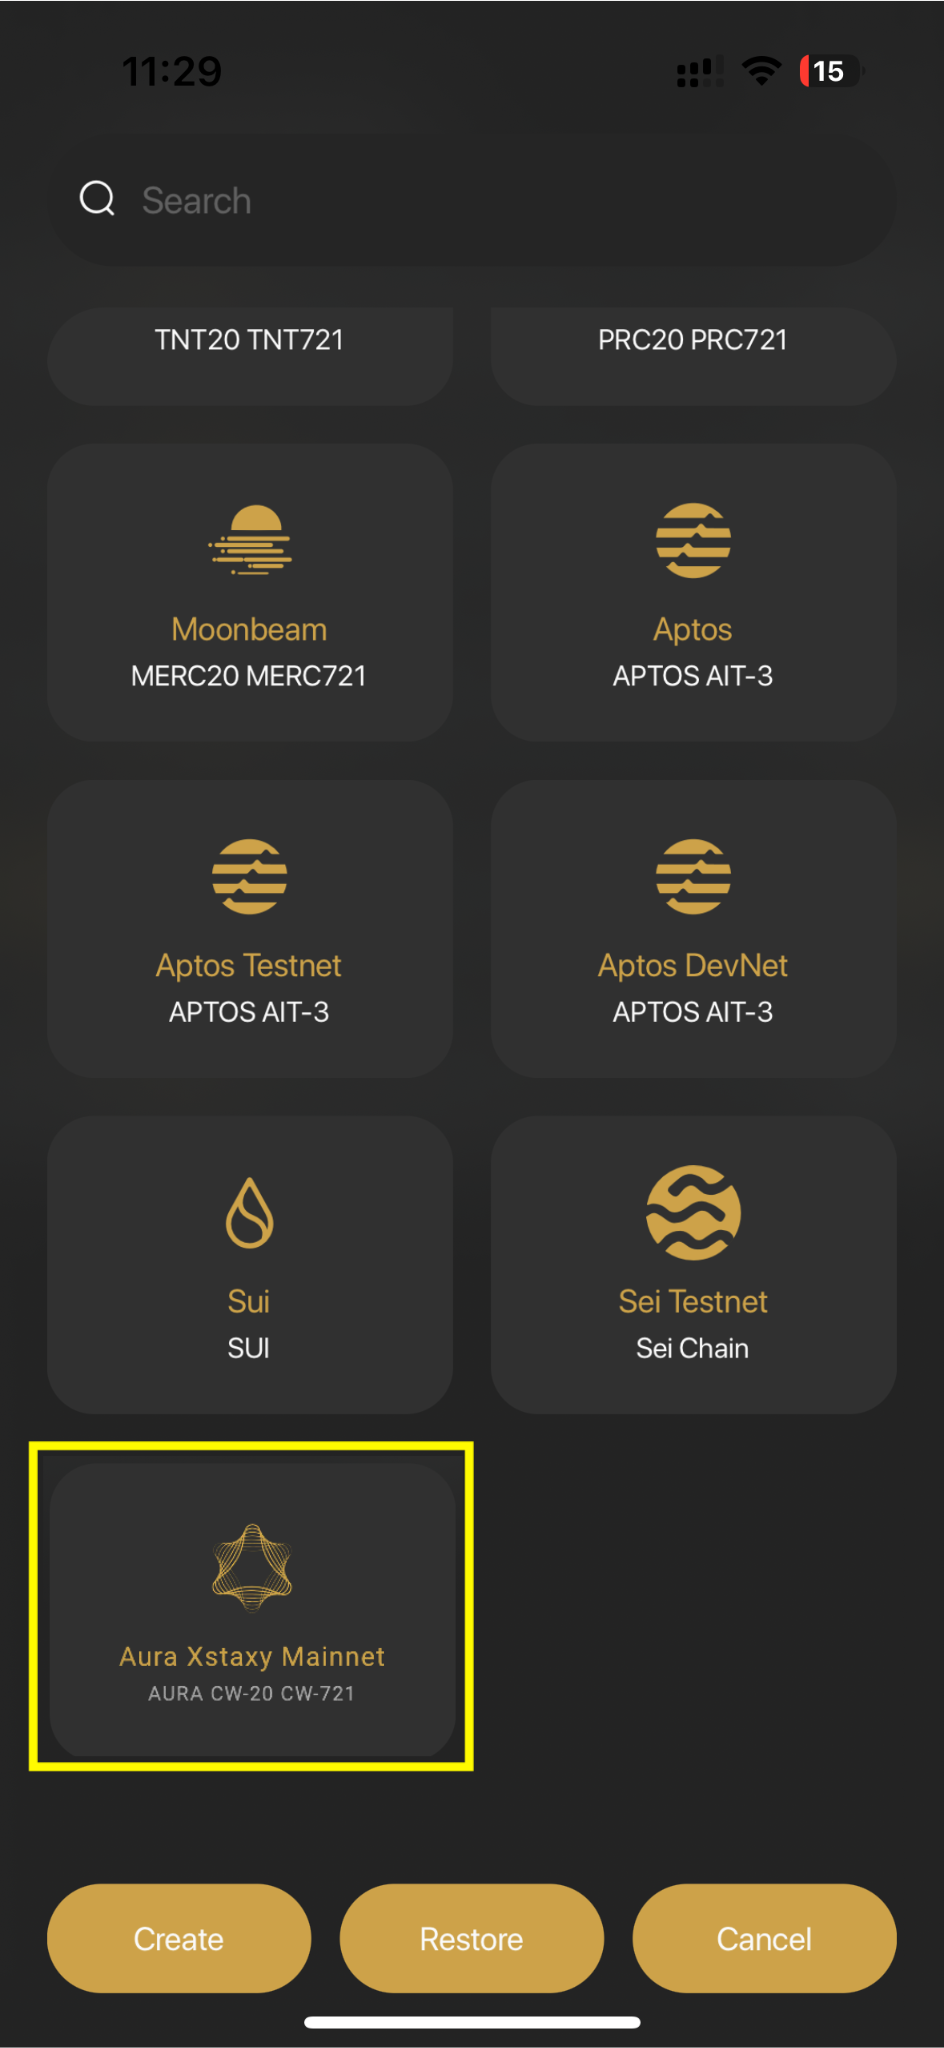 11:29
15
Search
TNT20 TNT721
PRC20 PRC721
Moonbeam
MERC20 MERC721
Aptos
APTOS AIT-3
Aptos Testnet
APTOS AIT-3
Aptos DevNet
APTOS AIT-3
Sui
SUI
Sei Testnet
Sei Chain
Aura Xstaxy Mainnet
AURA CW-20 CW-721
Create
Restore
Cancel